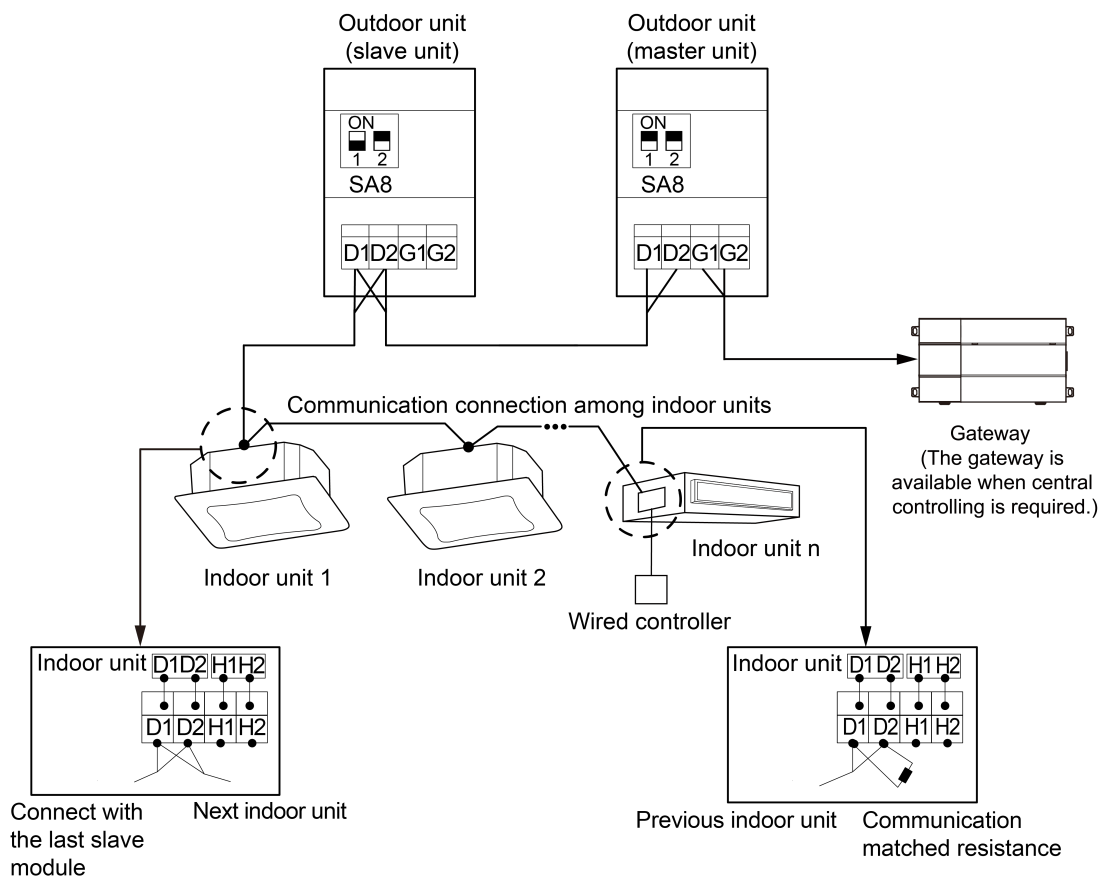 Outdoor unit
(slave unit)
Outdoor unit
(master unit)
ON
1 2
SA8
D1 D2 G1 G2
ON
1 2
SA8
D1 D2 G1 G2
Communication connection among indoor units
Gateway
(The gateway is
available when central
controlling is required.)
Indoor unit 1
Indoor unit 2
Indoor unit n
Wired controller
Indoor unit D1 D2 H1 H2
D1 D2 H1 H2
Connect with
the last slave
module
Next indoor unit
Indoor unit D1 D2 H1 H2
D1 D2 H1 H2
Previous indoor unit
Communication
matched resistance